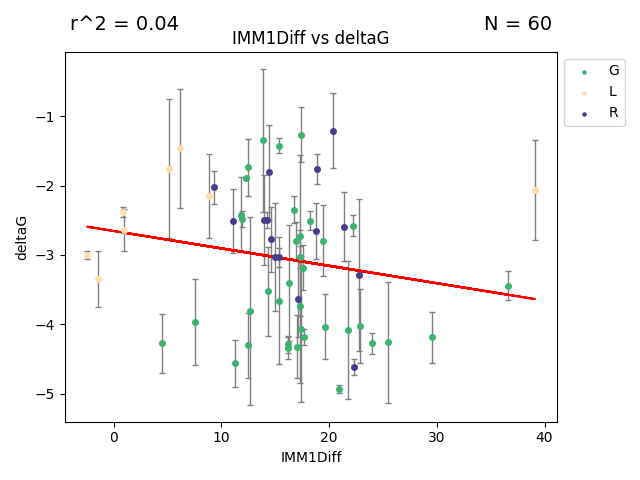 r^2 = 0.04
N = 60
IMM1Diff vs deltaG
G
L
R
deltaG
−1
−2
−3
−4
−5
0 10 20 30 40
IMM1Diff